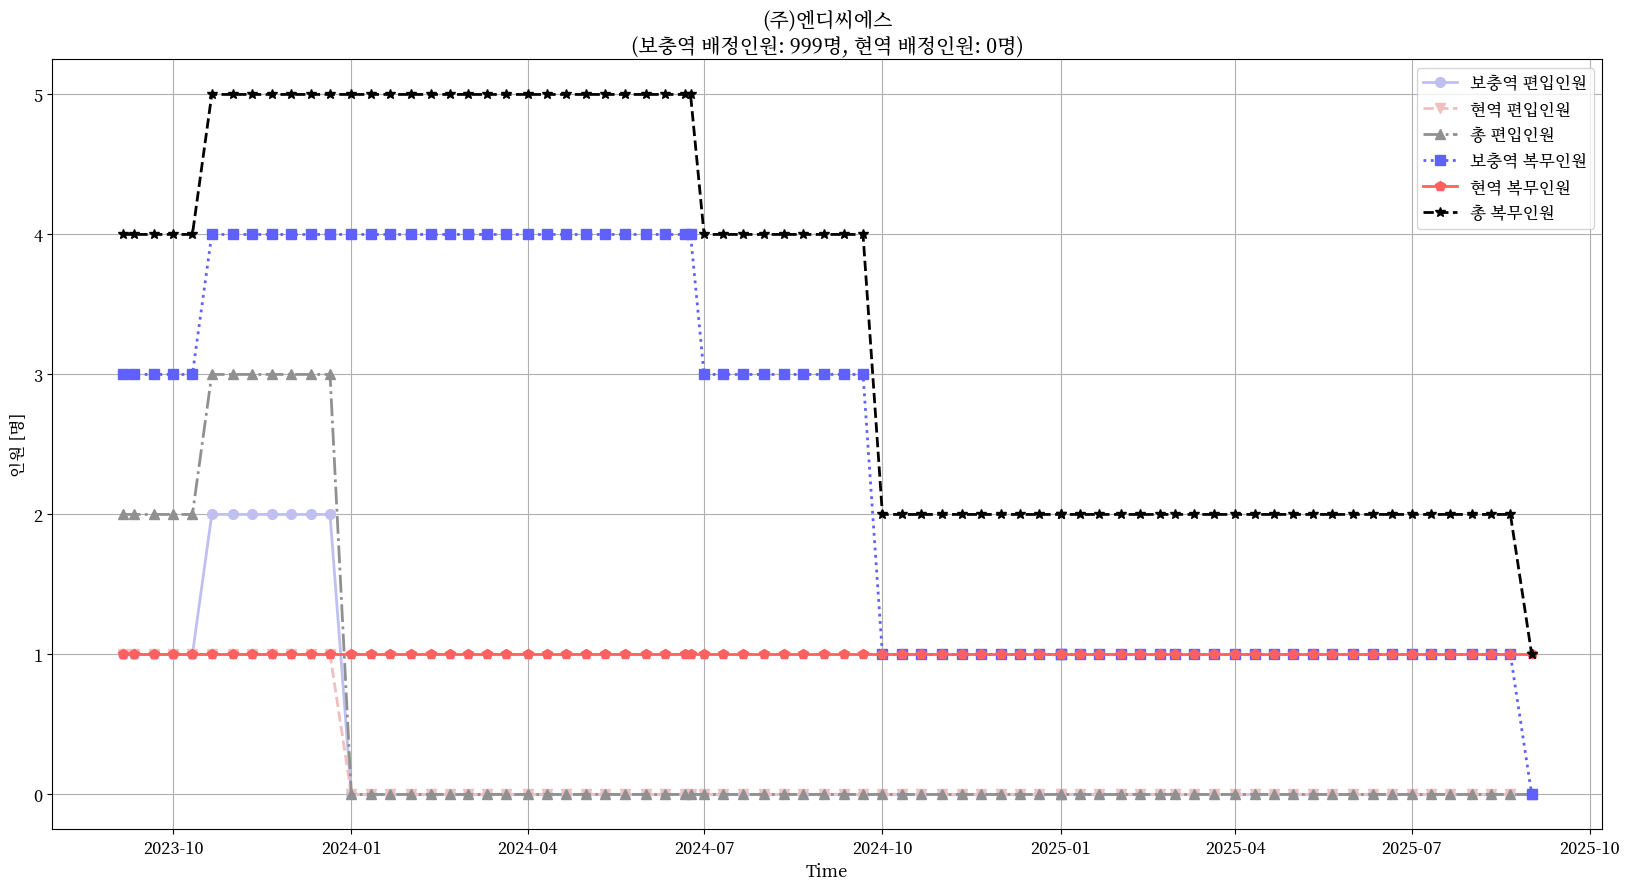 (주)엔디씨에스
(보충역 배정인원: 999명, 현역 배정인원: 0명)
보충역 편입인원
현역 편입인원
총 편입인원
보충역 복무인원
현역 복무인원
총 복무인원
인원 [명]
5
4
3
2
1
0
2023-10 2024-01 2024-04 2024-07 2024-10 2025-01 2025-04 2025-07 2025-10
Time